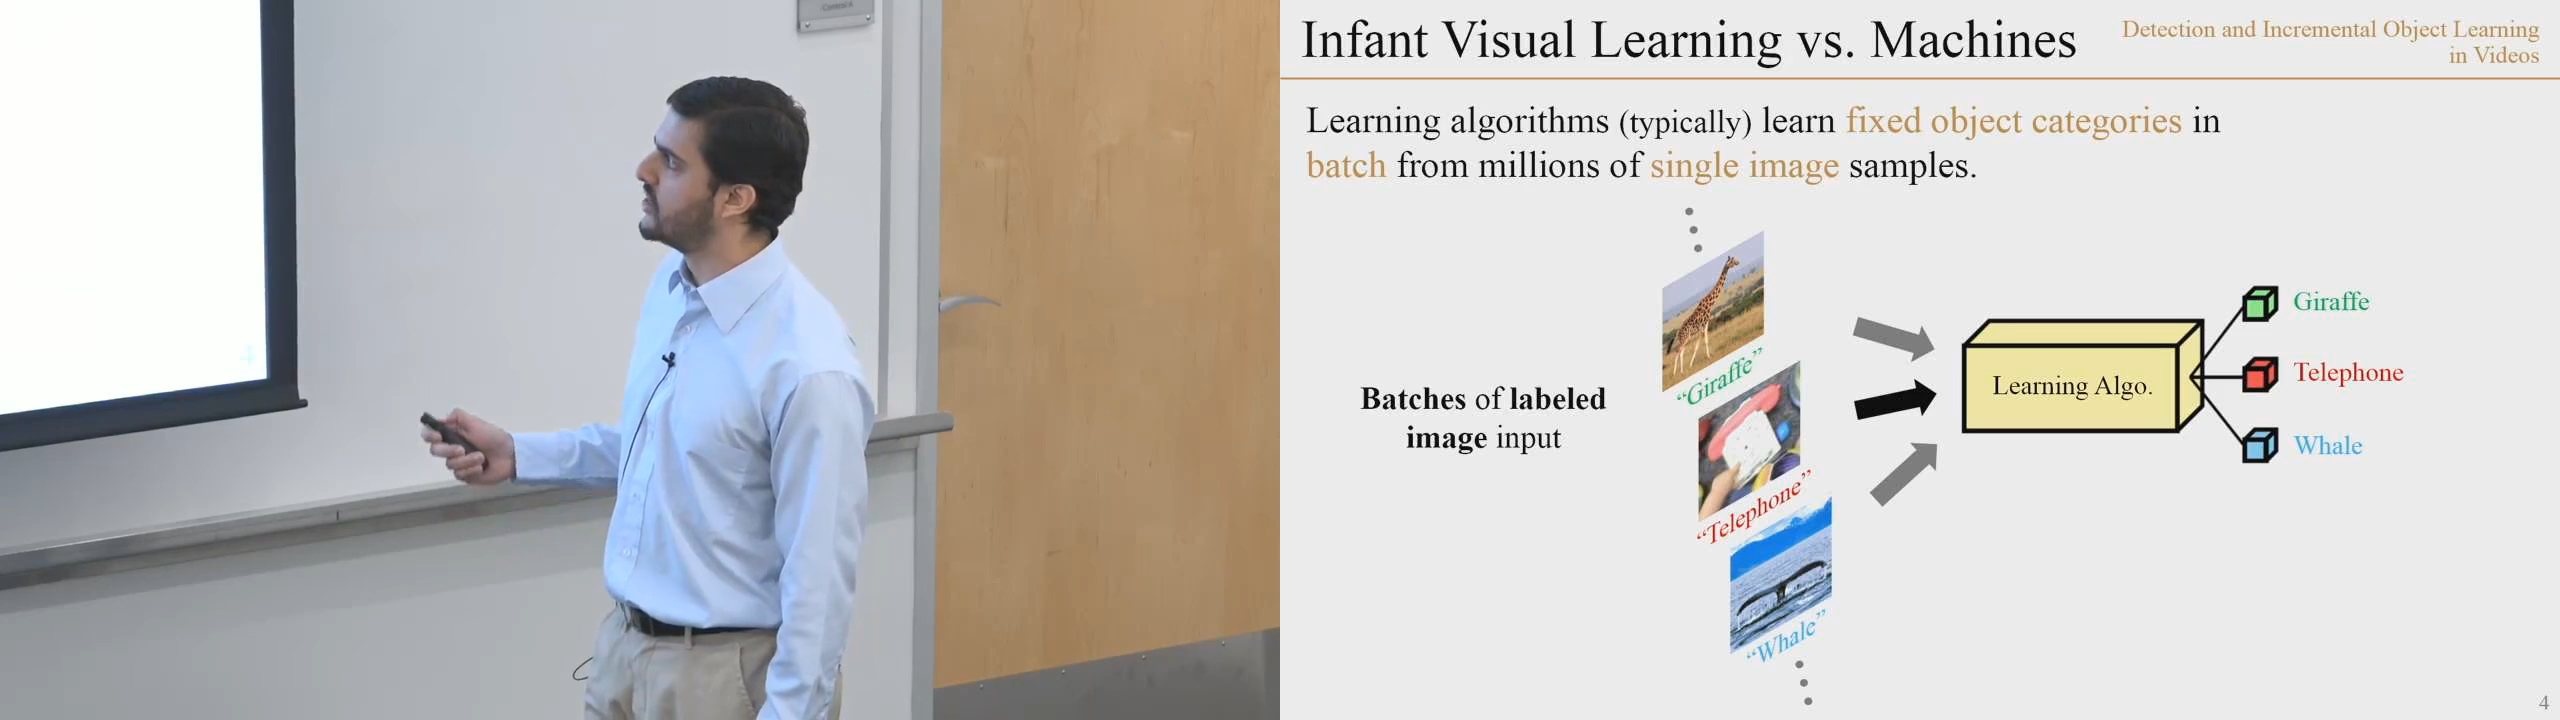 Infant Visual Learning vs. Machines
Detection and Incremental Object Learning
in Videos
Learning algorithms (typically) learn fixed object categories in
batch from millions of single image samples.
Batches of labeled
image input
“Giraffe”
“Telephone”
“Whale”
Learning Algo.
Giraffe
Telephone
Whale
4